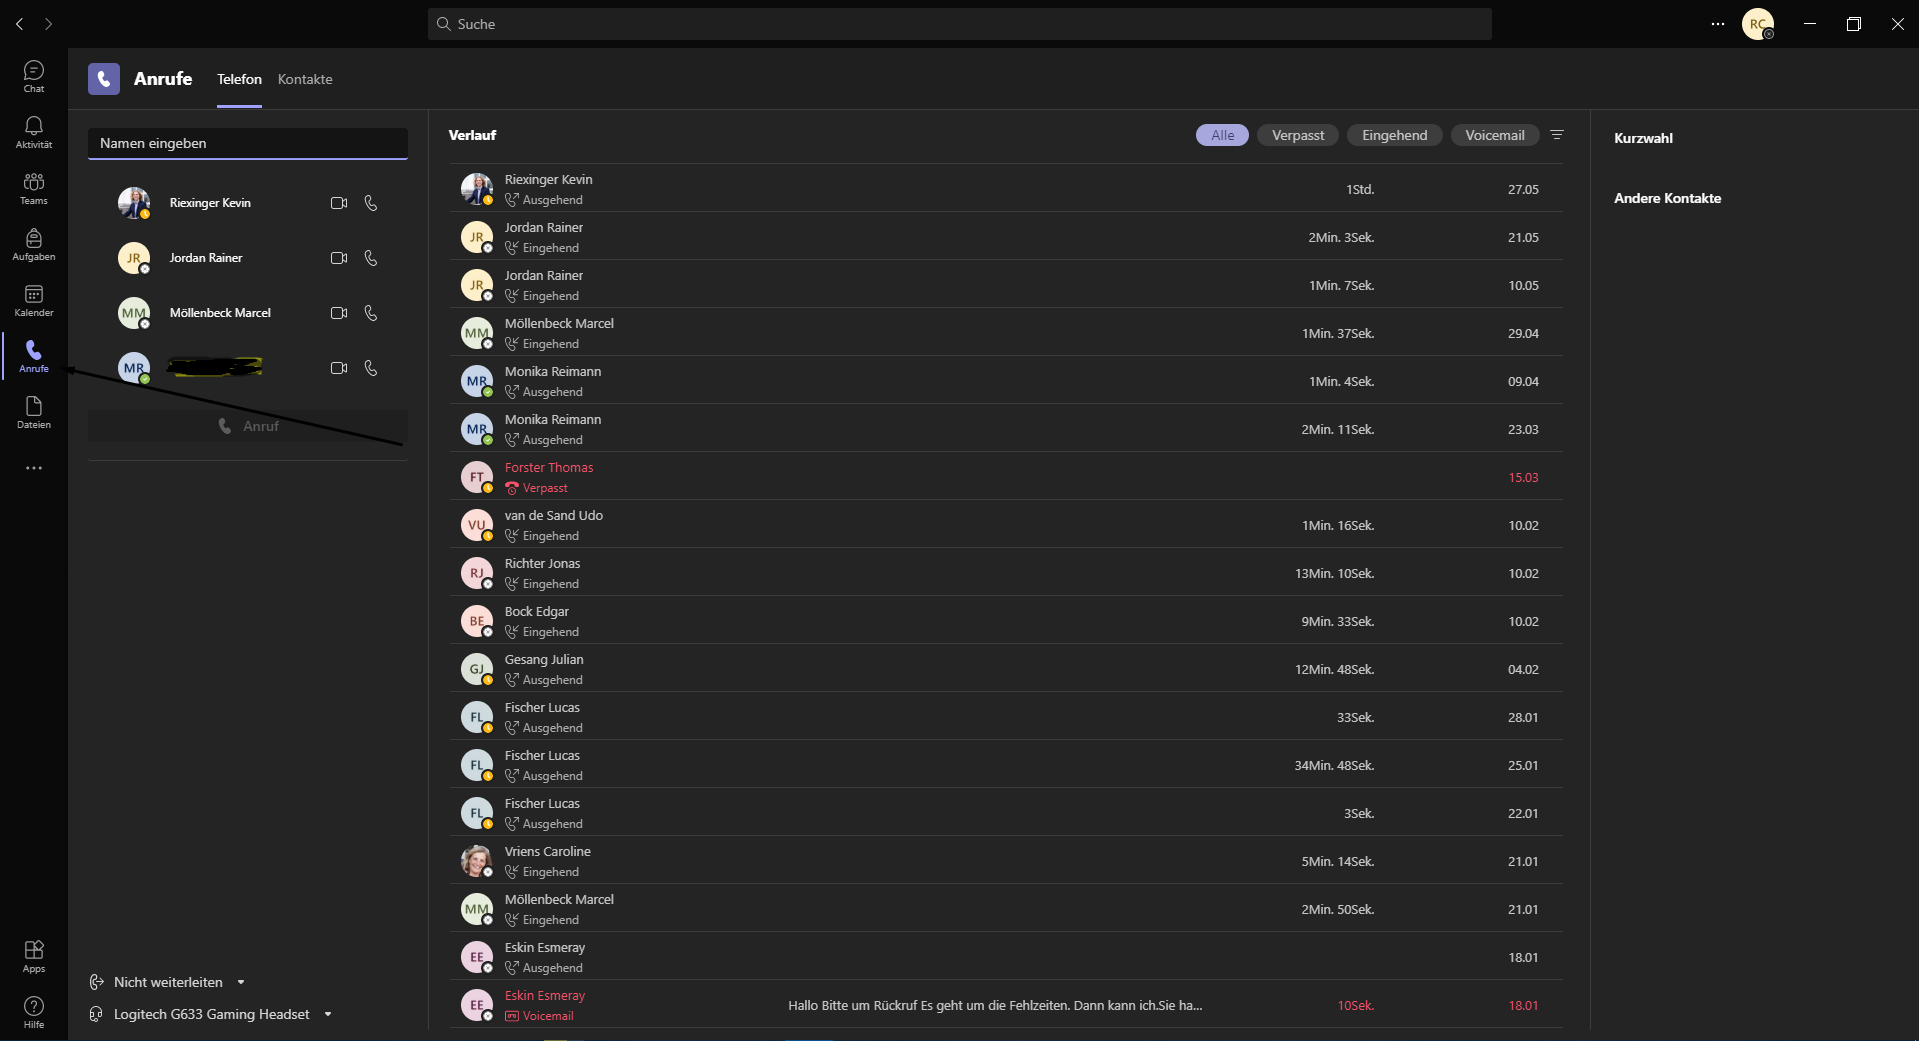 Suche
RC
Chat
Aktivität
Teams
Aufgaben
Kalender
Anrufe
Dateien
Apps
Hilfe
Anrufe
Telefon
Kontakte
Namen eingeben
Riexinger Kevin
JR
Jordan Rainer
MM
Möllenbeck Marcel
MR
Anruf
Nicht weiterleiten
Logitech G633 Gaming Headset
Verlauf
Alle
Verpasst
Eingehend
Voicemail
Riexinger Kevin
Ausgehend
1Std.
27.05
JR
Jordan Rainer
Eingehend
2Min. 3Sek.
21.05
JR
Jordan Rainer
Eingehend
1Min. 7Sek.
10.05
MM
Möllenbeck Marcel
Eingehend
1Min. 37Sek.
29.04
MR
Monika Reimann
Ausgehend
1Min. 4Sek.
09.04
MR
Monika Reimann
Ausgehend
2Min. 11Sek.
23.03
FT
Forster Thomas
Verpasst
15.03
VU
van de Sand Udo
Eingehend
1Min. 16Sek.
10.02
RJ
Richter Jonas
Eingehend
13Min. 10Sek.
10.02
BE
Bock Edgar
Eingehend
9Min. 33Sek.
10.02
GJ
Gesang Julian
Ausgehend
12Min. 48Sek.
04.02
FL
Fischer Lucas
Ausgehend
33Sek.
28.01
FL
Fischer Lucas
Ausgehend
34Min. 48Sek.
25.01
FL
Fischer Lucas
Ausgehend
3Sek.
22.01
Vriens Caroline
Eingehend
5Min. 14Sek.
21.01
MM
Möllenbeck Marcel
Eingehend
2Min. 50Sek.
21.01
EE
Eskin Esmeray
Ausgehend
18.01
EE
Eskin Esmeray
Voicemail
Hallo Bitte um Rückruf Es geht um die Fehlzeiten. Dann kann ich.Sie ha...
10Sek.
18.01
Kurzwahl
Andere Kontakte